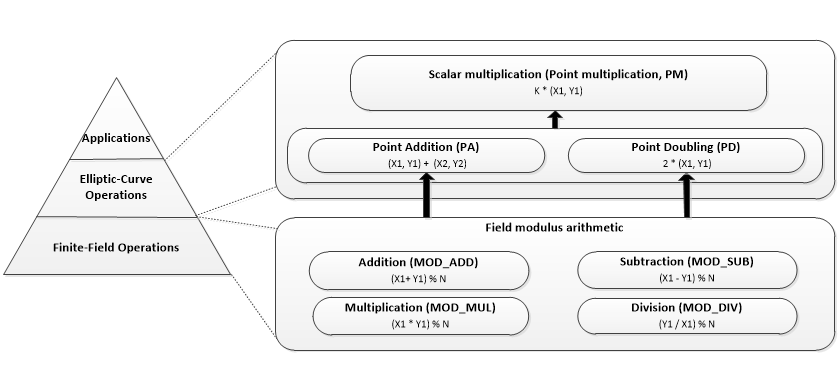 Applications
Elliptic-Curve
Operations
Finite-Field Operations
Scalar multiplication (Point multiplication, PM)
K * (X1, Y1)
Point Addition (PA)
(X1, Y1) + (X2, Y2)
Point Doubling (PD)
2 * (X1, Y1)
Field modulus arithmetic
Addition (MOD_ADD)
(X1+ Y1) % N
Subtraction (MOD_SUB)
(X1 - Y1) % N
Multiplication (MOD_MUL)
(X1 * Y1) % N
Division (MOD_DIV)
(Y1 / X1) % N